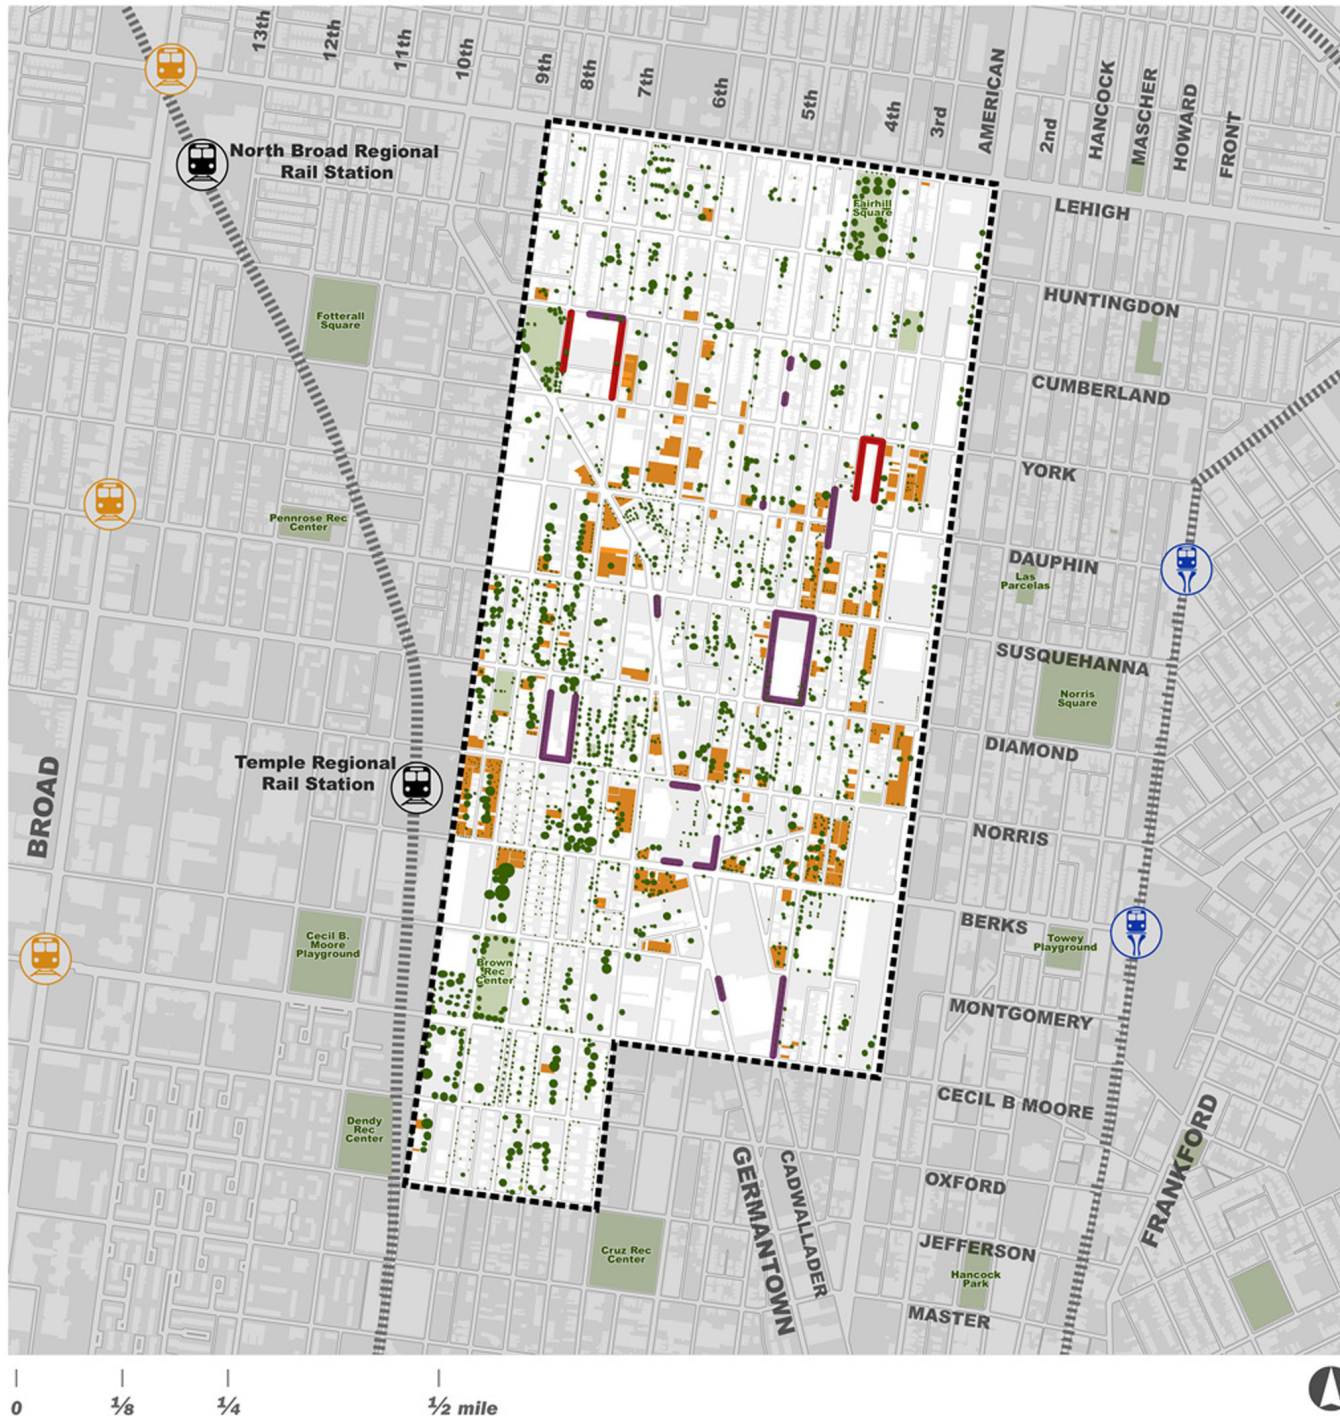 13th
12th
11th
10th
9th
8th
7th
6th
5th
4th
3rd
AMERICAN
2nd
HANCOCK
MASCHER
HOWARD
FRONT
North Broad Regional
Rail Station
LEHIGH
Fairhill
Square
HUNTINGDON
Fotterall
Square
CUMBERLAND
YORK
Pennrose Rec
Center
DAUPHIN
Las
Parcelas
SUSQUEHANNA
Norris
Square
DIAMOND
Temple Regional
Rail Station
BROAD
NORRIS
BERKS
Towey
Playground
Cecil B.
Moore
Playground
Brown
Rec
Center
MONTGOMERY
CECIL B MOORE
Dendy
Rec
Center
OXFORD
FRANKFORD
GERMANTOWN
CADWALLADER
Cruz Rec
Center
JEFFERSON
Hancock
Park
MASTER
0
1/8
1/4
1/2 mile